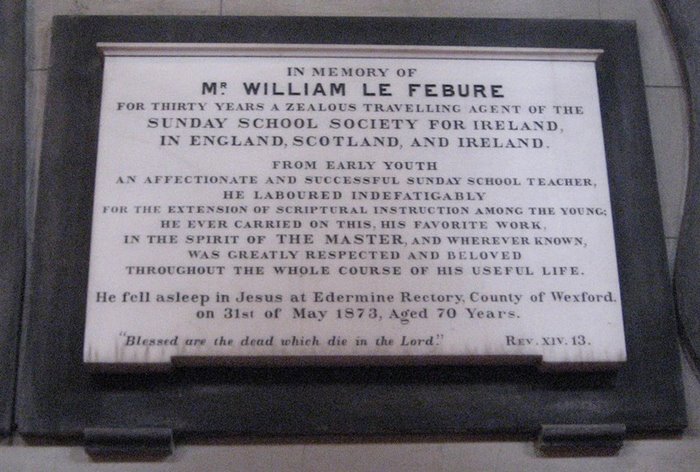 IN MEMORY OF
MR. WILLIAM LE FEBURE
FOR THIRTY YEARS A ZEALOUS TRAVELLING AGENT OF THE
SUNDAY SCHOOL SOCIETY FOR IRELAND,
IN ENGLAND, SCOTLAND, AND IRELAND.
FROM EARLY YOUTH
AN AFFECTIONATE AND SUCCESSFUL SUNDAY SCHOOL TEACHER,
HE LABOURED INDEFATIGABLY
FOR THE EXTENSION OF SCRIPTURAL INSTRUCTION AMONG THE YOUNG;
HE EVER CARRIED ON THIS, HIS FAVORITE WORK,
IN THE SPIRIT OF THE MASTER, AND WHEREVER KNOWN,
WAS GREATLY RESPECTED AND BELOVED
THROUGHOUT THE WHOLE COURSE OF HIS USEFUL LIFE.
He fell asleep in Jesus at Edermine Rectory, County of Wexford.
on 31st of May 1873, Aged 70 Years.
"Blessed are the dead which die in the Lord." REV. XIV. 13.